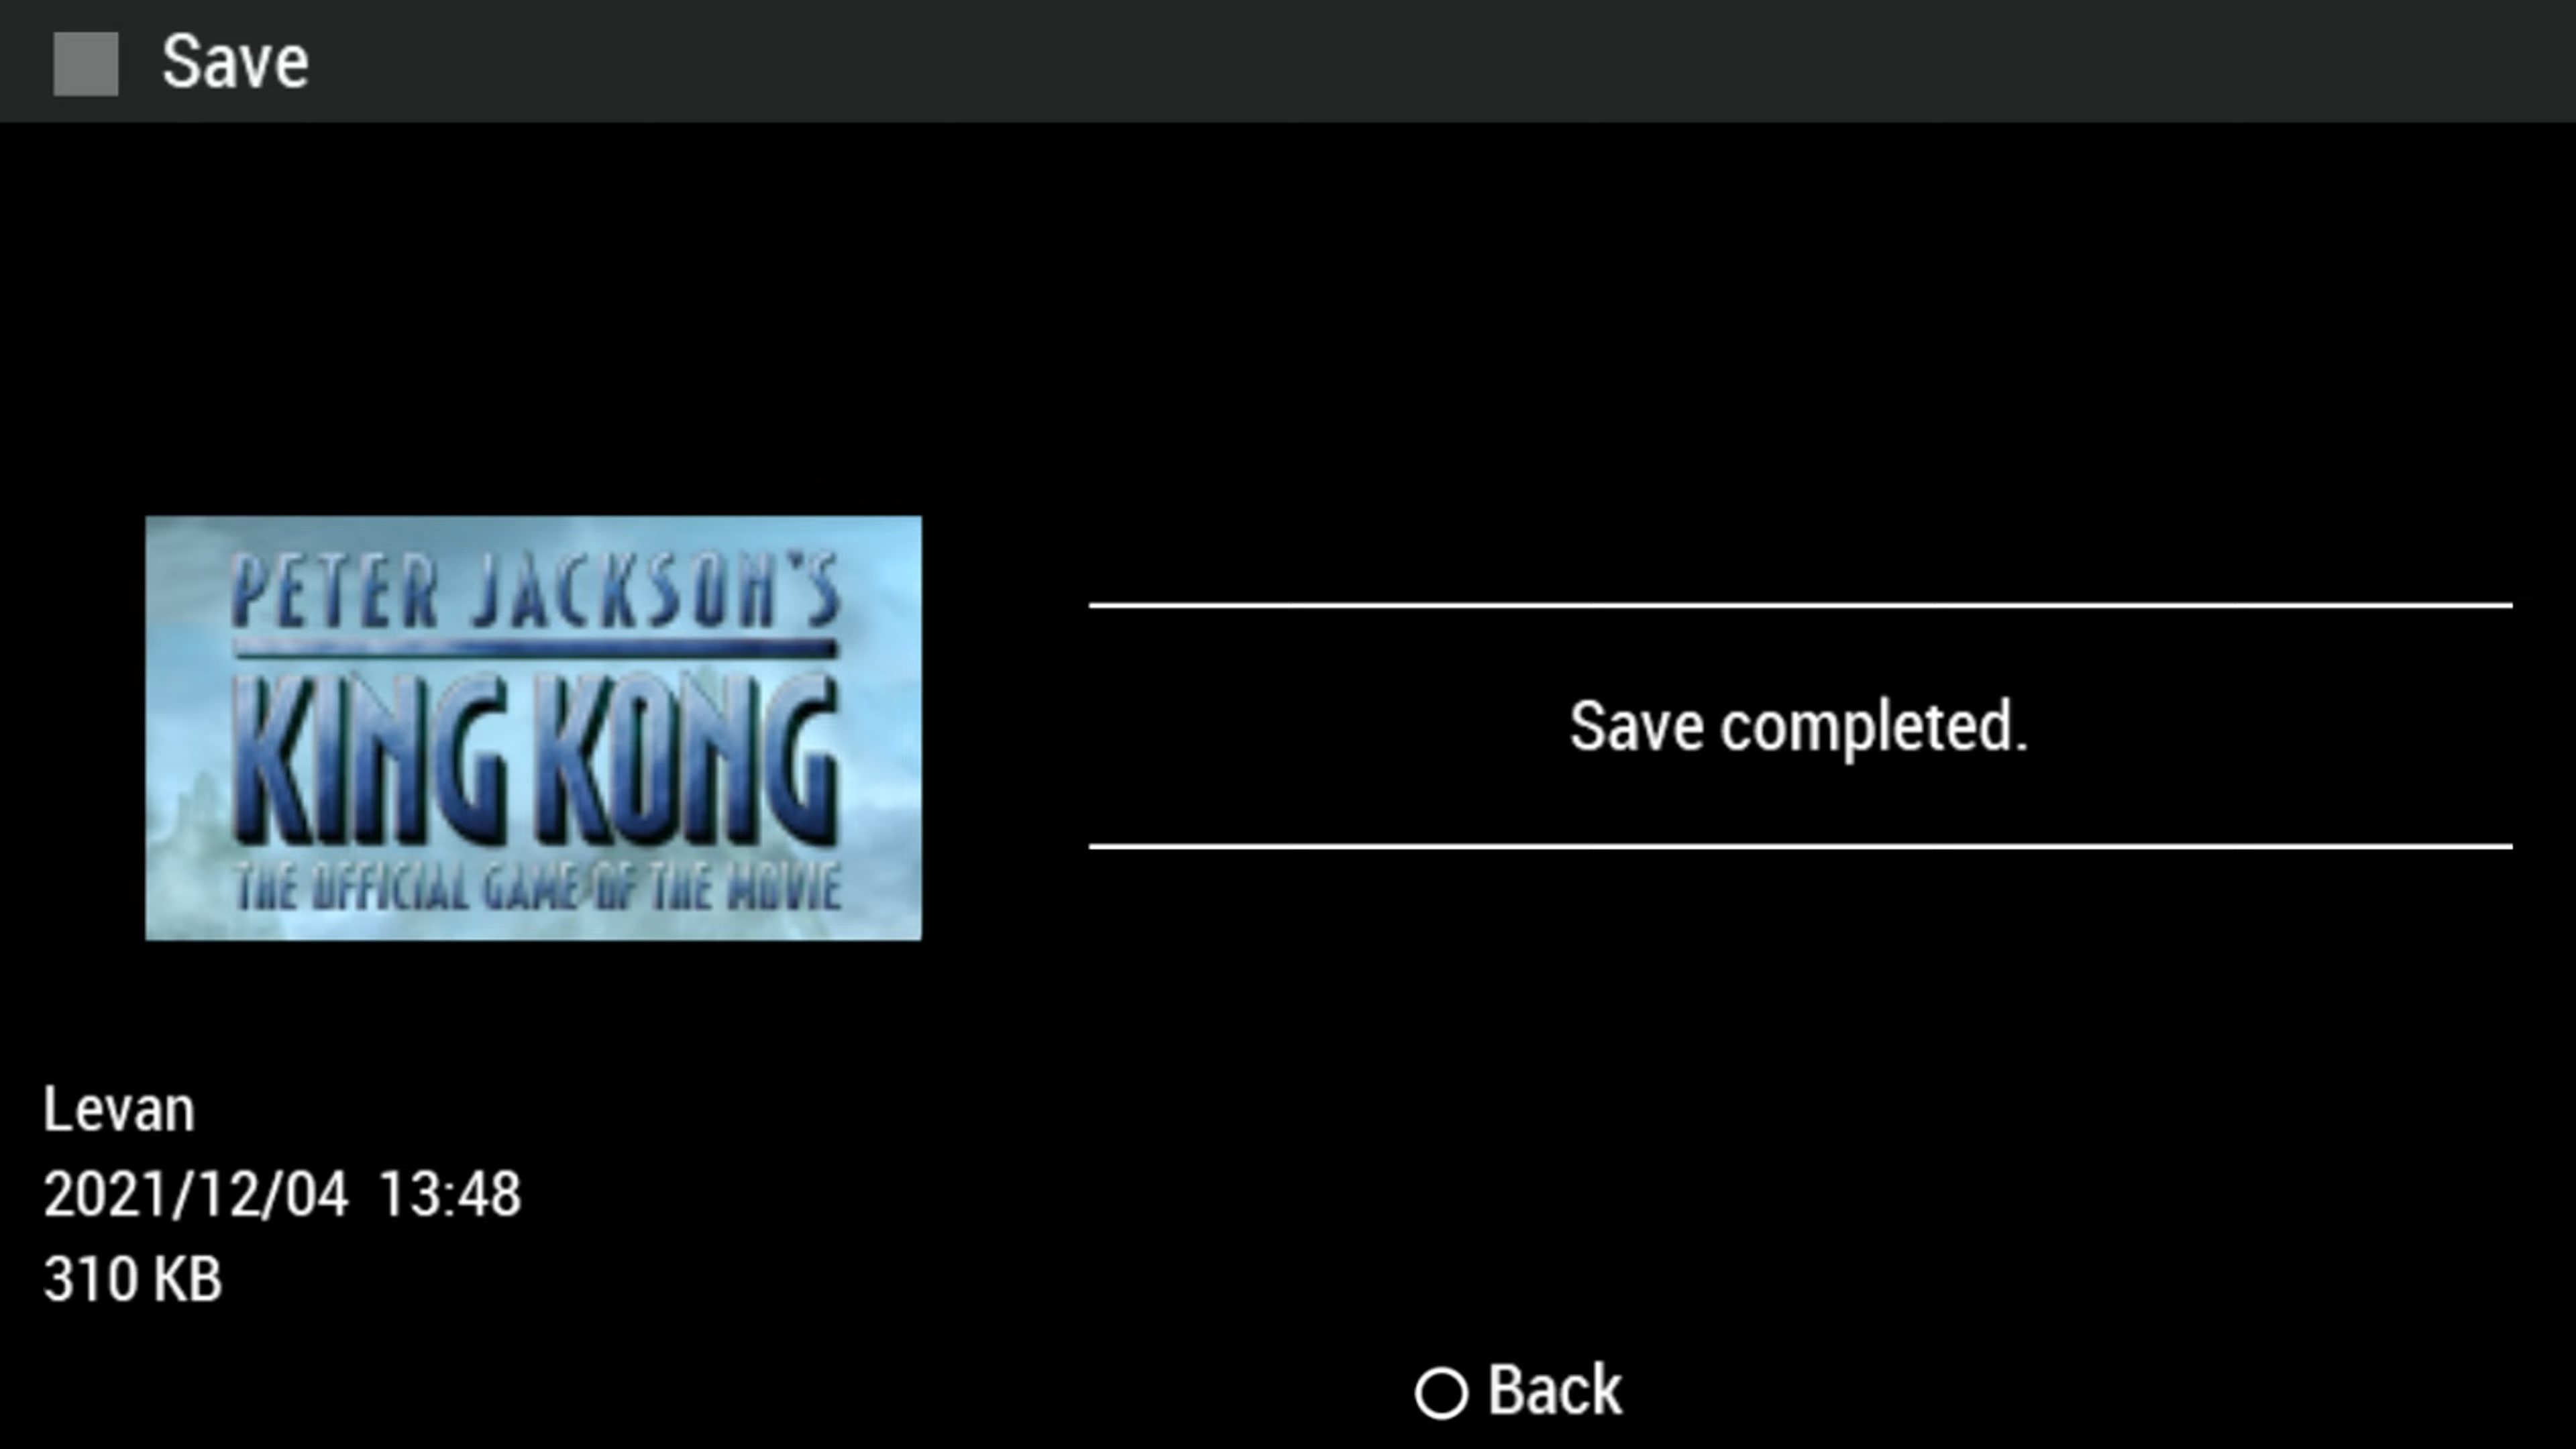 Save
PETER JACKSON'S
KING KONG
THE OFFICIAL GAME OF THE MOVIE
Save completed.
Levan
2021/12/04 13:48
310 KB
Back